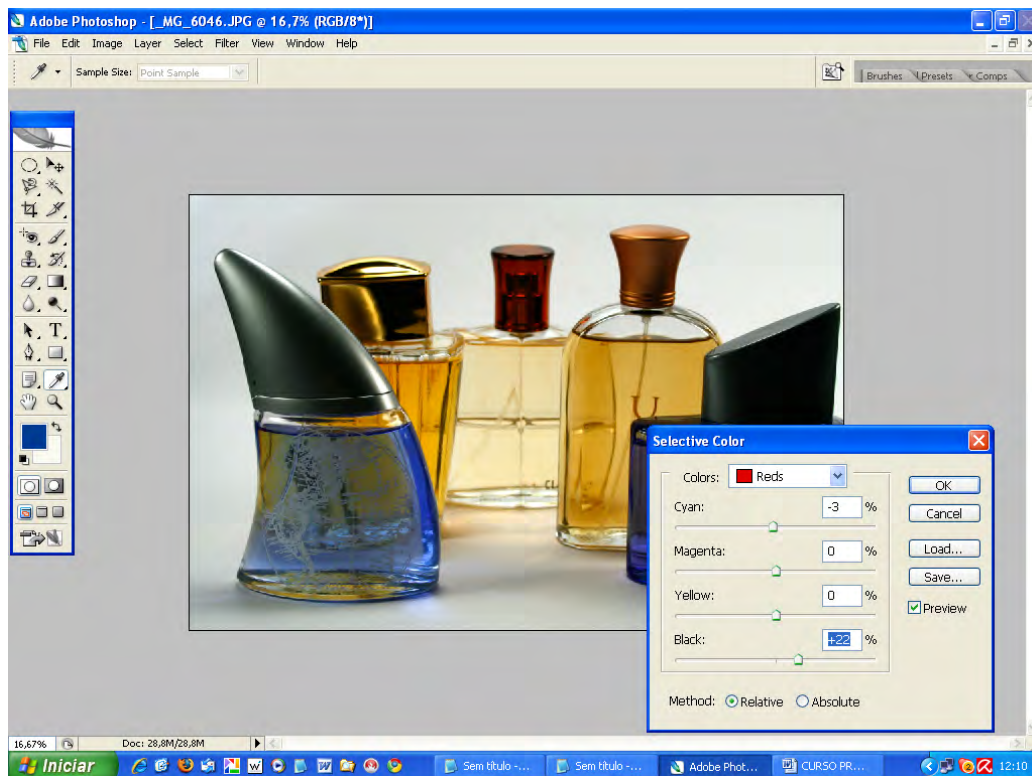 Adobe Photoshop - [_MG_6046.JPG @ 16,7% (RGB/8*)]
File Edit Image Layer Select Filter View Window Help
Sample Size: Point Sample
Brushes Presets Comps
U
CL
Selective Color
Colors: Reds
OK
Cyan: -3 %
Cancel
Magenta: 0 %
Load...
Save...
Yellow: 0 %
Preview
Black: +22 %
Method: Relative Absolute
16,67% Doc: 28,8M/28,8M
Iniciar Sem título -... Sem título -... Adobe Phot... CURSO PR... 12:10